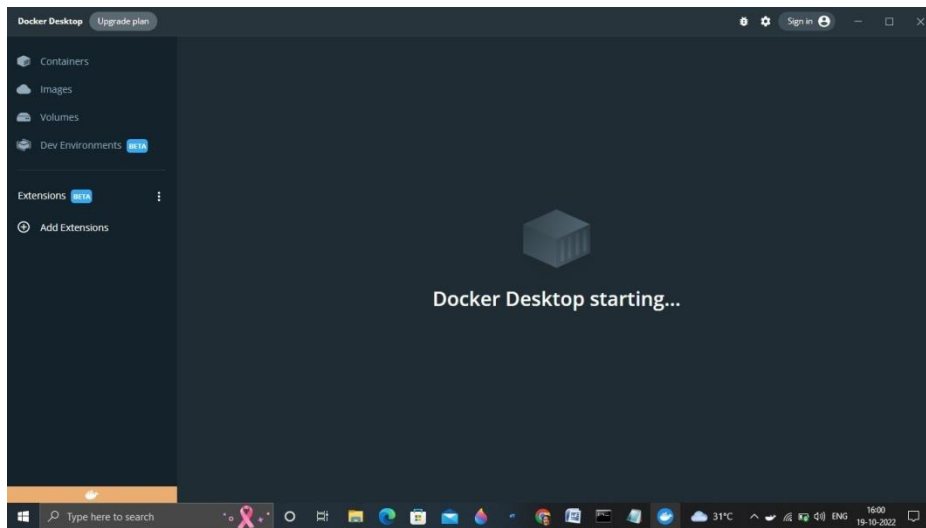 Docker Desktop Upgrade plan Sign in
Containers
Images
Volumes
Dev Environments BETA
Extensions BETA
Add Extensions
Docker Desktop starting...
Type here to search 31°C ENG 16:00
19-10-2022